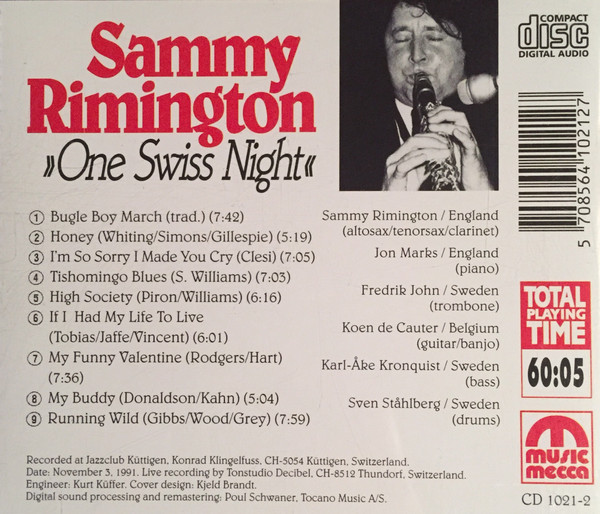 Sammy
Rimington
»One Swiss Night«
1 Bugle Boy March (trad.) (7:42)
2 Honey (Whiting/Simons/Gillespie) (5:19)
3 I'm So Sorry I Made You Cry (Clesi) (7:05)
4 Tishomingo Blues (S. Williams) (7:03)
5 High Society (Piron/Williams) (6:16)
6 If I Had My Life To Live
(Tobias/Jaffe/Vincent) (6:01)
7 My Funny Valentine (Rodgers/Hart)
(7:36)
8 My Buddy (Donaldson/Kahn) (5:04)
9 Running Wild (Gibbs/Wood/Grey) (7:59)
Sammy Rimington / England
(altosax/tenorsax/clarinet)
Jon Marks / England
(piano)
Fredrik John / Sweden
(trombone)
Koen de Cauter / Belgium
(guitar/banjo)
Karl-Åke Kronquist / Sweden
(bass)
Sven Ståhlberg / Sweden
(drums)
Recorded at Jazzclub Küttigen, Konrad Klingelfuss, CH-5054 Küttigen, Switzerland.
Date: November 3, 1991. Live recording by Tonstudio Decibel, CH-8512 Thundorf, Switzerland.
Engineer: Kurt Küffer. Cover design: Kjeld Brandt.
Digital sound processing and remastering: Poul Schwaner, Tocano Music A/S.
COMPACT
disc
DIGITAL AUDIO
5 708564 102127
TOTAL
PLAYING
TIME
60:05
m
music
mecca
CD 1021-2